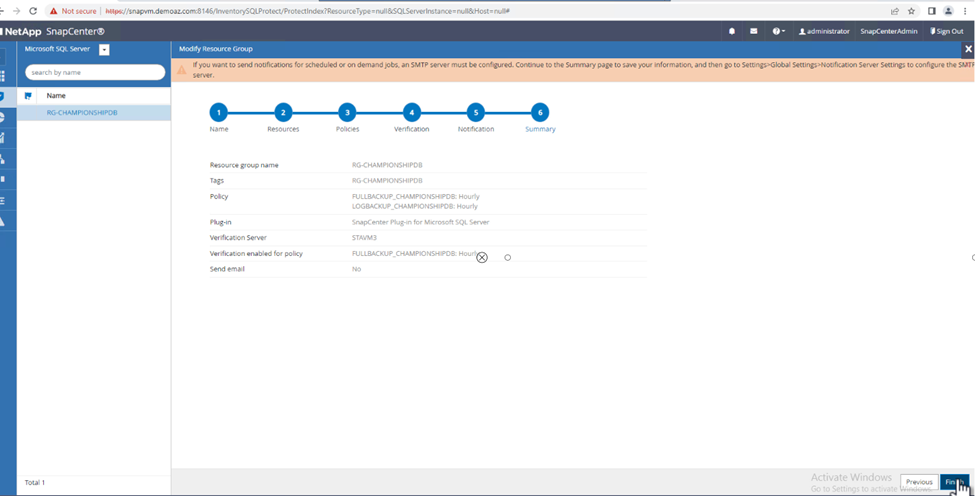 Not secure https://snapvm.demoaz.com:8146/InventorySQLProtect/ProtectIndex?ResourceType=null&SQLServerInstance=null&Host=null#
NetApp SnapCenter® administrator SnapCenterAdmin Sign Out
Microsoft SQL Server
Modify Resource Group
If you want to send notifications for scheduled or on demand jobs, an SMTP server must be configured. Continue to the Summary page to save your information, and then go to Settings>Global Settings>Notification Server Settings to configure the SMTP
server.
search by name
Name
RG-CHAMPIONSHIPDB
1 2 3 4 5 6
Name Resources Policies Verification Notification Summary
Resource group name RG-CHAMPIONSHIPDB
Tags RG-CHAMPIONSHIPDB
Policy FULLBACKUP_CHAMPIONSHIPDB: Hourly
LOGBACKUP_CHAMPIONSHIPDB: Hourly
Plug-in SnapCenter Plug-in for Microsoft SQL Server
Verification Server STAVM3
Verification enabled for policy FULLBACKUP_CHAMPIONSHIPDB: Hourly
Send email No
Total 1
Activate Windows
Go to Settings to activate Windows.
Previous